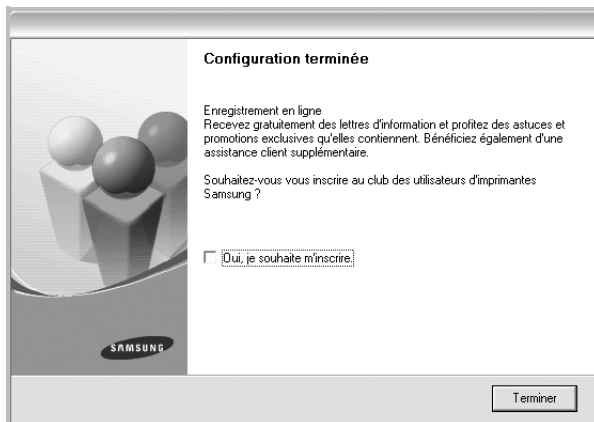 Configuration terminée
Enregistrement en ligne
Recevez gratuitement des lettres d'information et profitez des astuces et
promotions exclusives qu'elles contiennent. Bénéficiez également d'une
assistance client supplémentaire.
Souhaitez-vous vous inscrire au club des utilisateurs d'imprimantes
Samsung ?
Oui, je souhaite m'inscrire.
SAMSUNG
Terminer